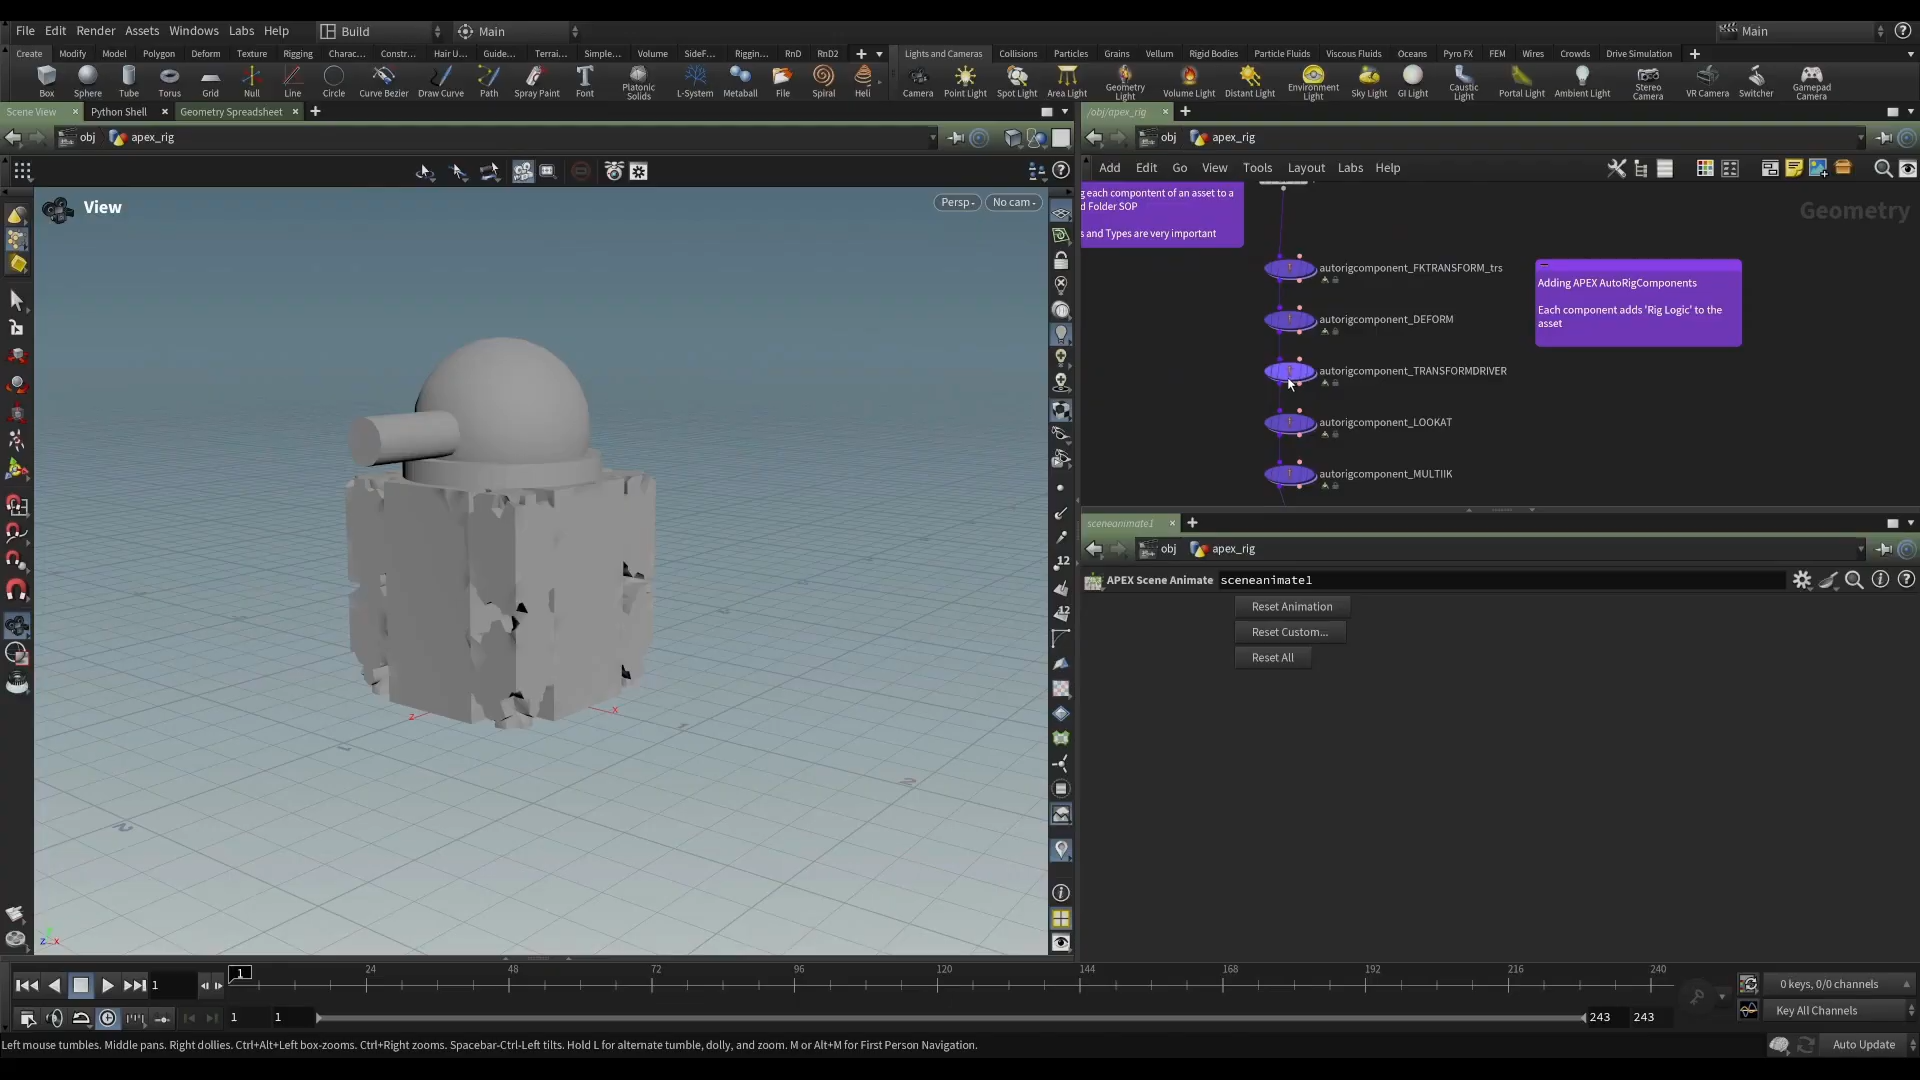 File Edit Render Assets Windows Labs Help Build Main Main
Create Modify Model Polygon Deform Texture Rigging Charac... Constr... Hair U... Guide... Terrai... Simple... Volume SideF... Riggin... RnD RnD2
Lights and Cameras Collisions Particles Grains Vellum Rigid Bodies Particle Fluids Viscous Fluids Oceans Pyro FX FEM Wires Crowds Drive Simulation
Box Sphere Tube Torus Grid Null Line Circle Curve Bezier Draw Curve Path Spray Paint Font Platonic Solids L-System Metaball File Spiral Heli
Camera Point Light Spot Light Area Light Geometry Light Volume Light Distant Light Environment Light Sky Light GI Light Caustic Light Portal Light Ambient Light Stereo Camera VR Camera Switcher Gamepad Camera
Scene View Python Shell Geometry Spreadsheet
obj apex_rig
View
Persp No cam
/obj/apex_rig
obj apex_rig
Add Edit Go View Tools Layout Labs Help
Geometry
g each compontent of an asset to a
d Folder SOP
s and Types are very important
autorigcomponent_FKTRANSFORM_trs
autorigcomponent_DEFORM
autorigcomponent_TRANSFORMDRIVER
autorigcomponent_LOOKAT
autorigcomponent_MULTIIK
Adding APEX AutoRigComponents
Each component adds 'Rig Logic' to the
asset
sceneanimate1
obj apex_rig
APEX Scene Animate sceneanimate1
Reset Animation
Reset Custom...
Reset All
12
12
z x
z x
1 24 48 72 96 120 144 168 192 216 240
1
0 keys, 0/0 channels
1 1 243 243
Key All Channels
Left mouse tumbles. Middle pans. Right dollies. Ctrl+Alt+Left box-zooms. Ctrl+Right zooms. Spacebar-Ctrl-Left tilts. Hold L for alternate tumble, dolly, and zoom. M or Alt+M for First Person Navigation.
Auto Update